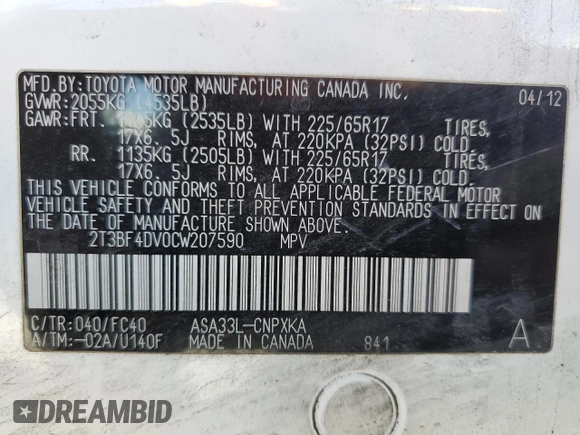 MFD.BY:TOYOTA MOTOR MANUFACTURING CANADA INC.
GVWR:2055KG (4535LB) 04/12
GAWR:FRT. 1145KG (2535LB) WITH 225/65R17 TIRES,
17X6. 5J RIMS, AT 220KPA (32PSI) COLD.
RR. 1135KG (2505LB) WITH 225/65R17 TIRES,
17X6. 5J RIMS, AT 220KPA (32PSI) COLD.
THIS VEHICLE CONFORMS TO ALL APPLICABLE FEDERAL MOTOR
VEHICLE SAFETY AND THEFT PREVENTION STANDARDS IN EFFECT ON
THE DATE OF MANUFACTURE SHOWN ABOVE.
2T3BF4DV0CW207590 MPV
C/TR:040/FC40 ASA33L-CNPXKA
A/TM:-02A/U140F MADE IN CANADA 841 A
DREAMBID